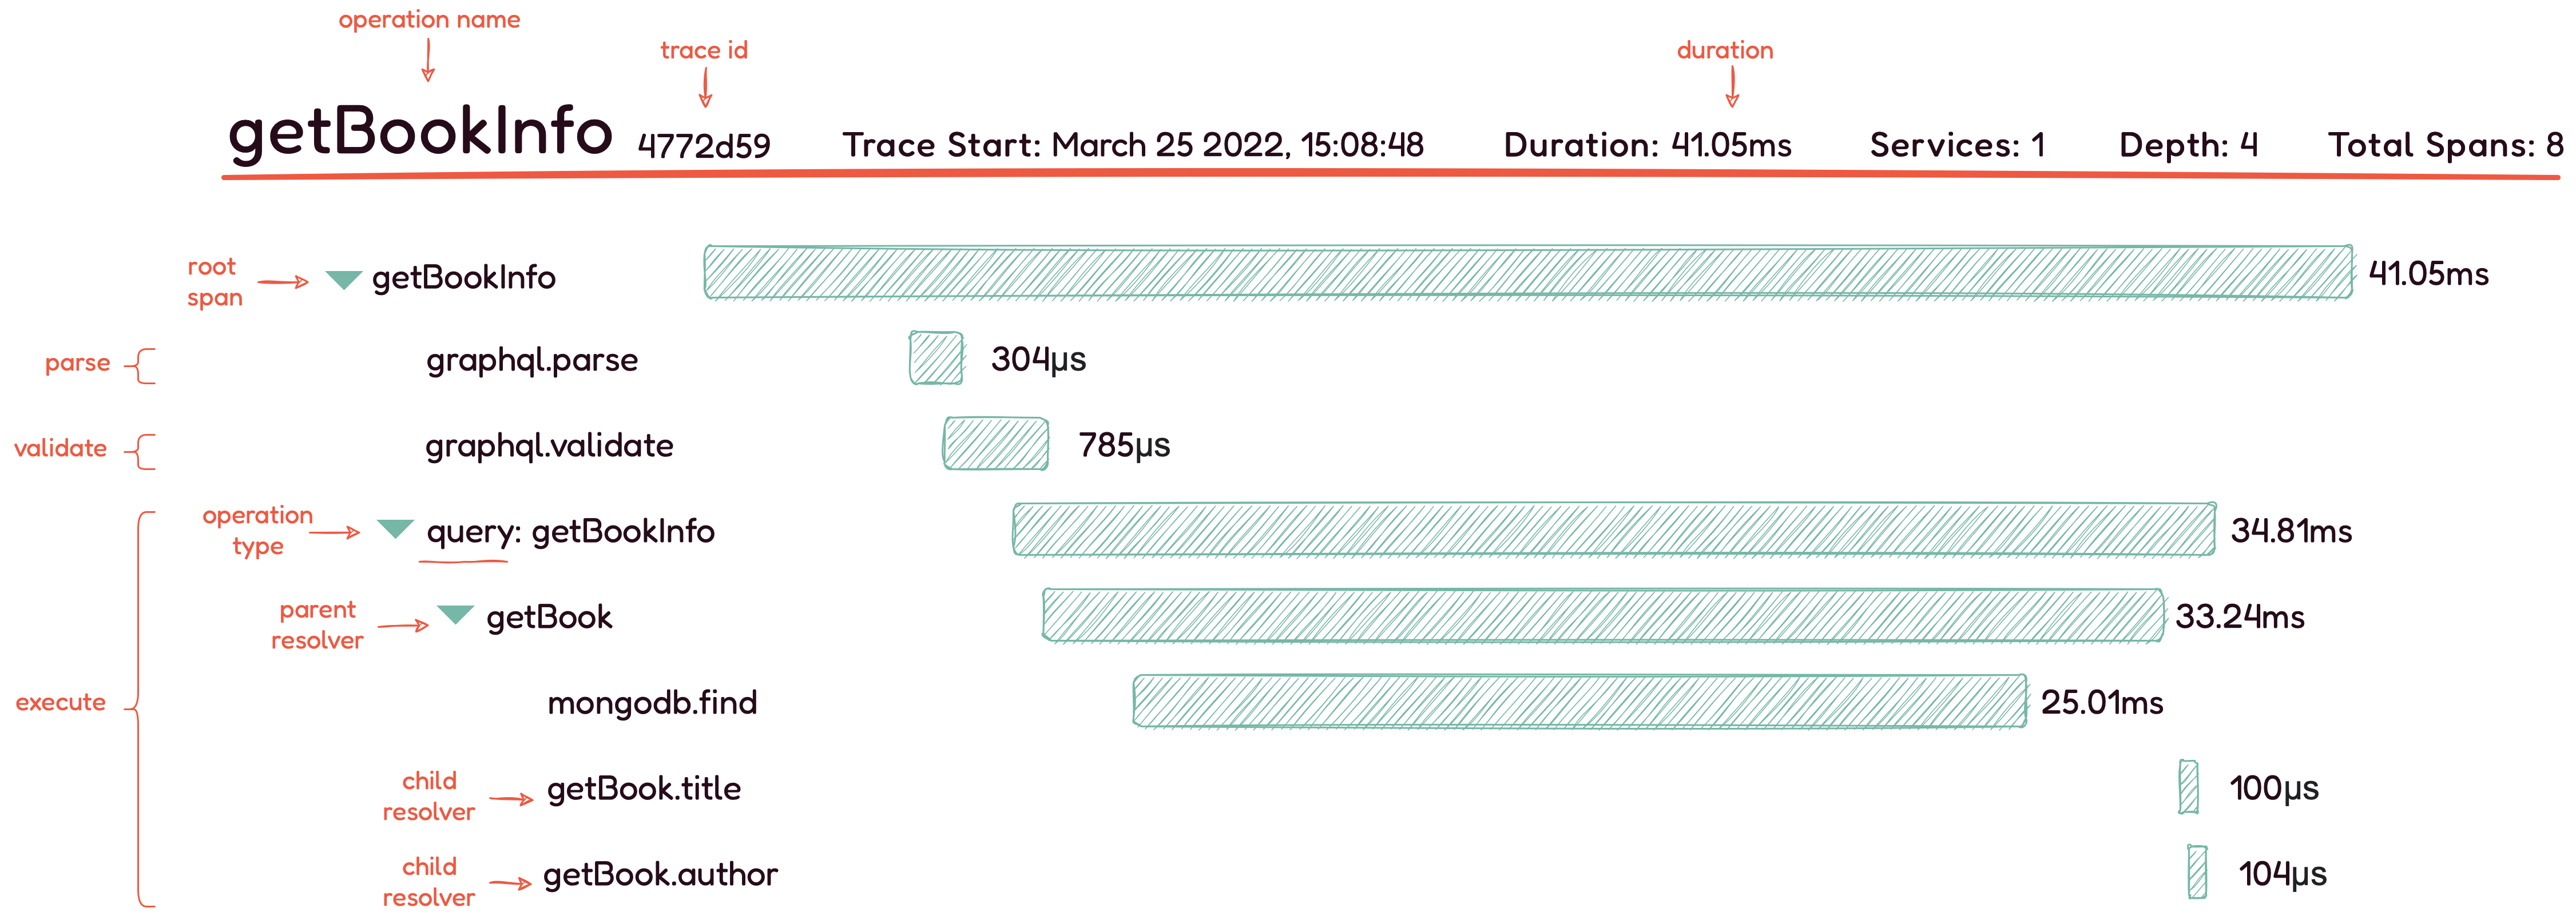 operation name
trace id
duration
getBookInfo 4772d59 Trace Start: March 25 2022, 15:08:48 Duration: 41.05ms Services: 1 Depth: 4 Total Spans: 8
root
span
getBookInfo
41.05ms
parse
graphql.parse
304µs
validate
graphql.validate
785µs
execute
operation
type
query: getBookInfo
34.81ms
parent
resolver
getBook
33.24ms
mongodb.find
25.01ms
child
resolver
getBook.title
100µs
child
resolver
getBook.author
104µs